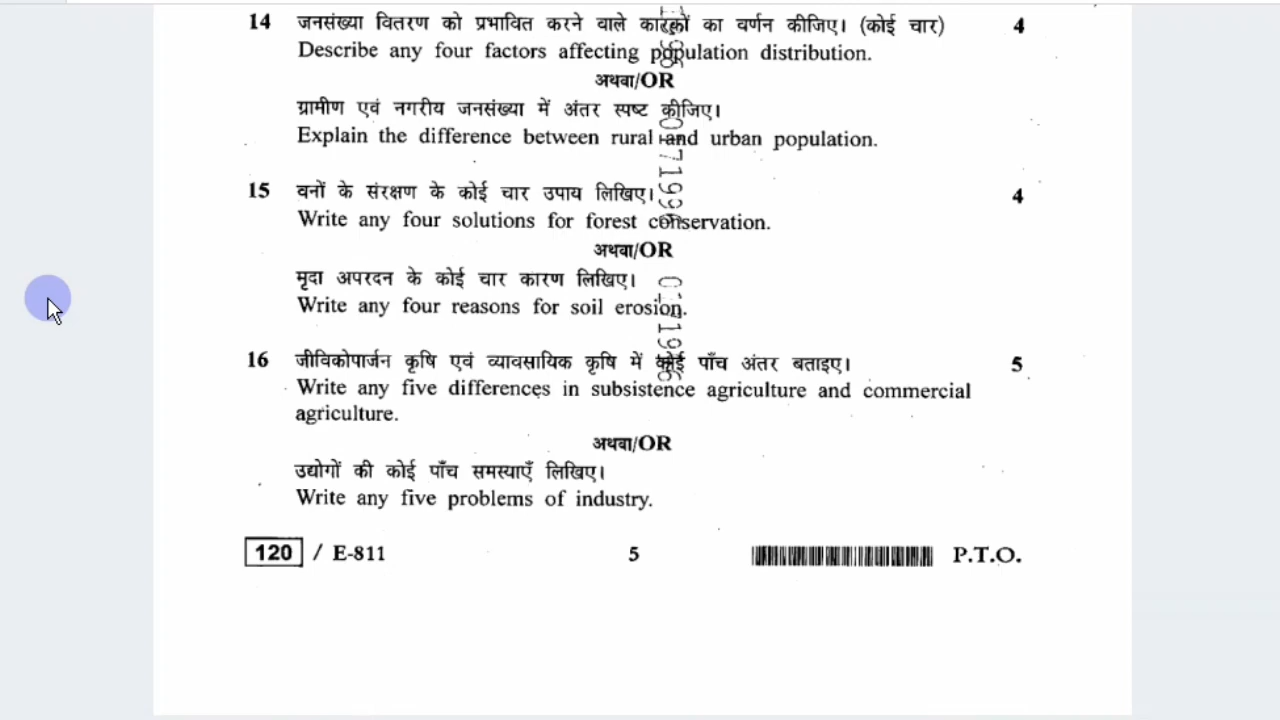 14 जनसंख्या वितरण को प्रभावित करने वाले कारकों का वर्णन कीजिए। (कोई चार) 4
Describe any four factors affecting population distribution.
अथवा/OR
ग्रामीण एवं नगरीय जनसंख्या में अंतर स्पष्ट कीजिए।
Explain the difference between rural and urban population.
15 वनों के संरक्षण के कोई चार उपाय लिखिए। 4
Write any four solutions for forest conservation.
अथवा/OR
मृदा अपरदन के कोई चार कारण लिखिए।
Write any four reasons for soil erosion.
16 जीविकोपार्जन कृषि एवं व्यावसायिक कृषि में कोई पाँच अंतर बताइए। 5
Write any five differences in subsistence agriculture and commercial
agriculture.
अथवा/OR
उद्योगों की कोई पाँच समस्याएँ लिखिए।
Write any five problems of industry.
120 / E-811 5 P.T.O.